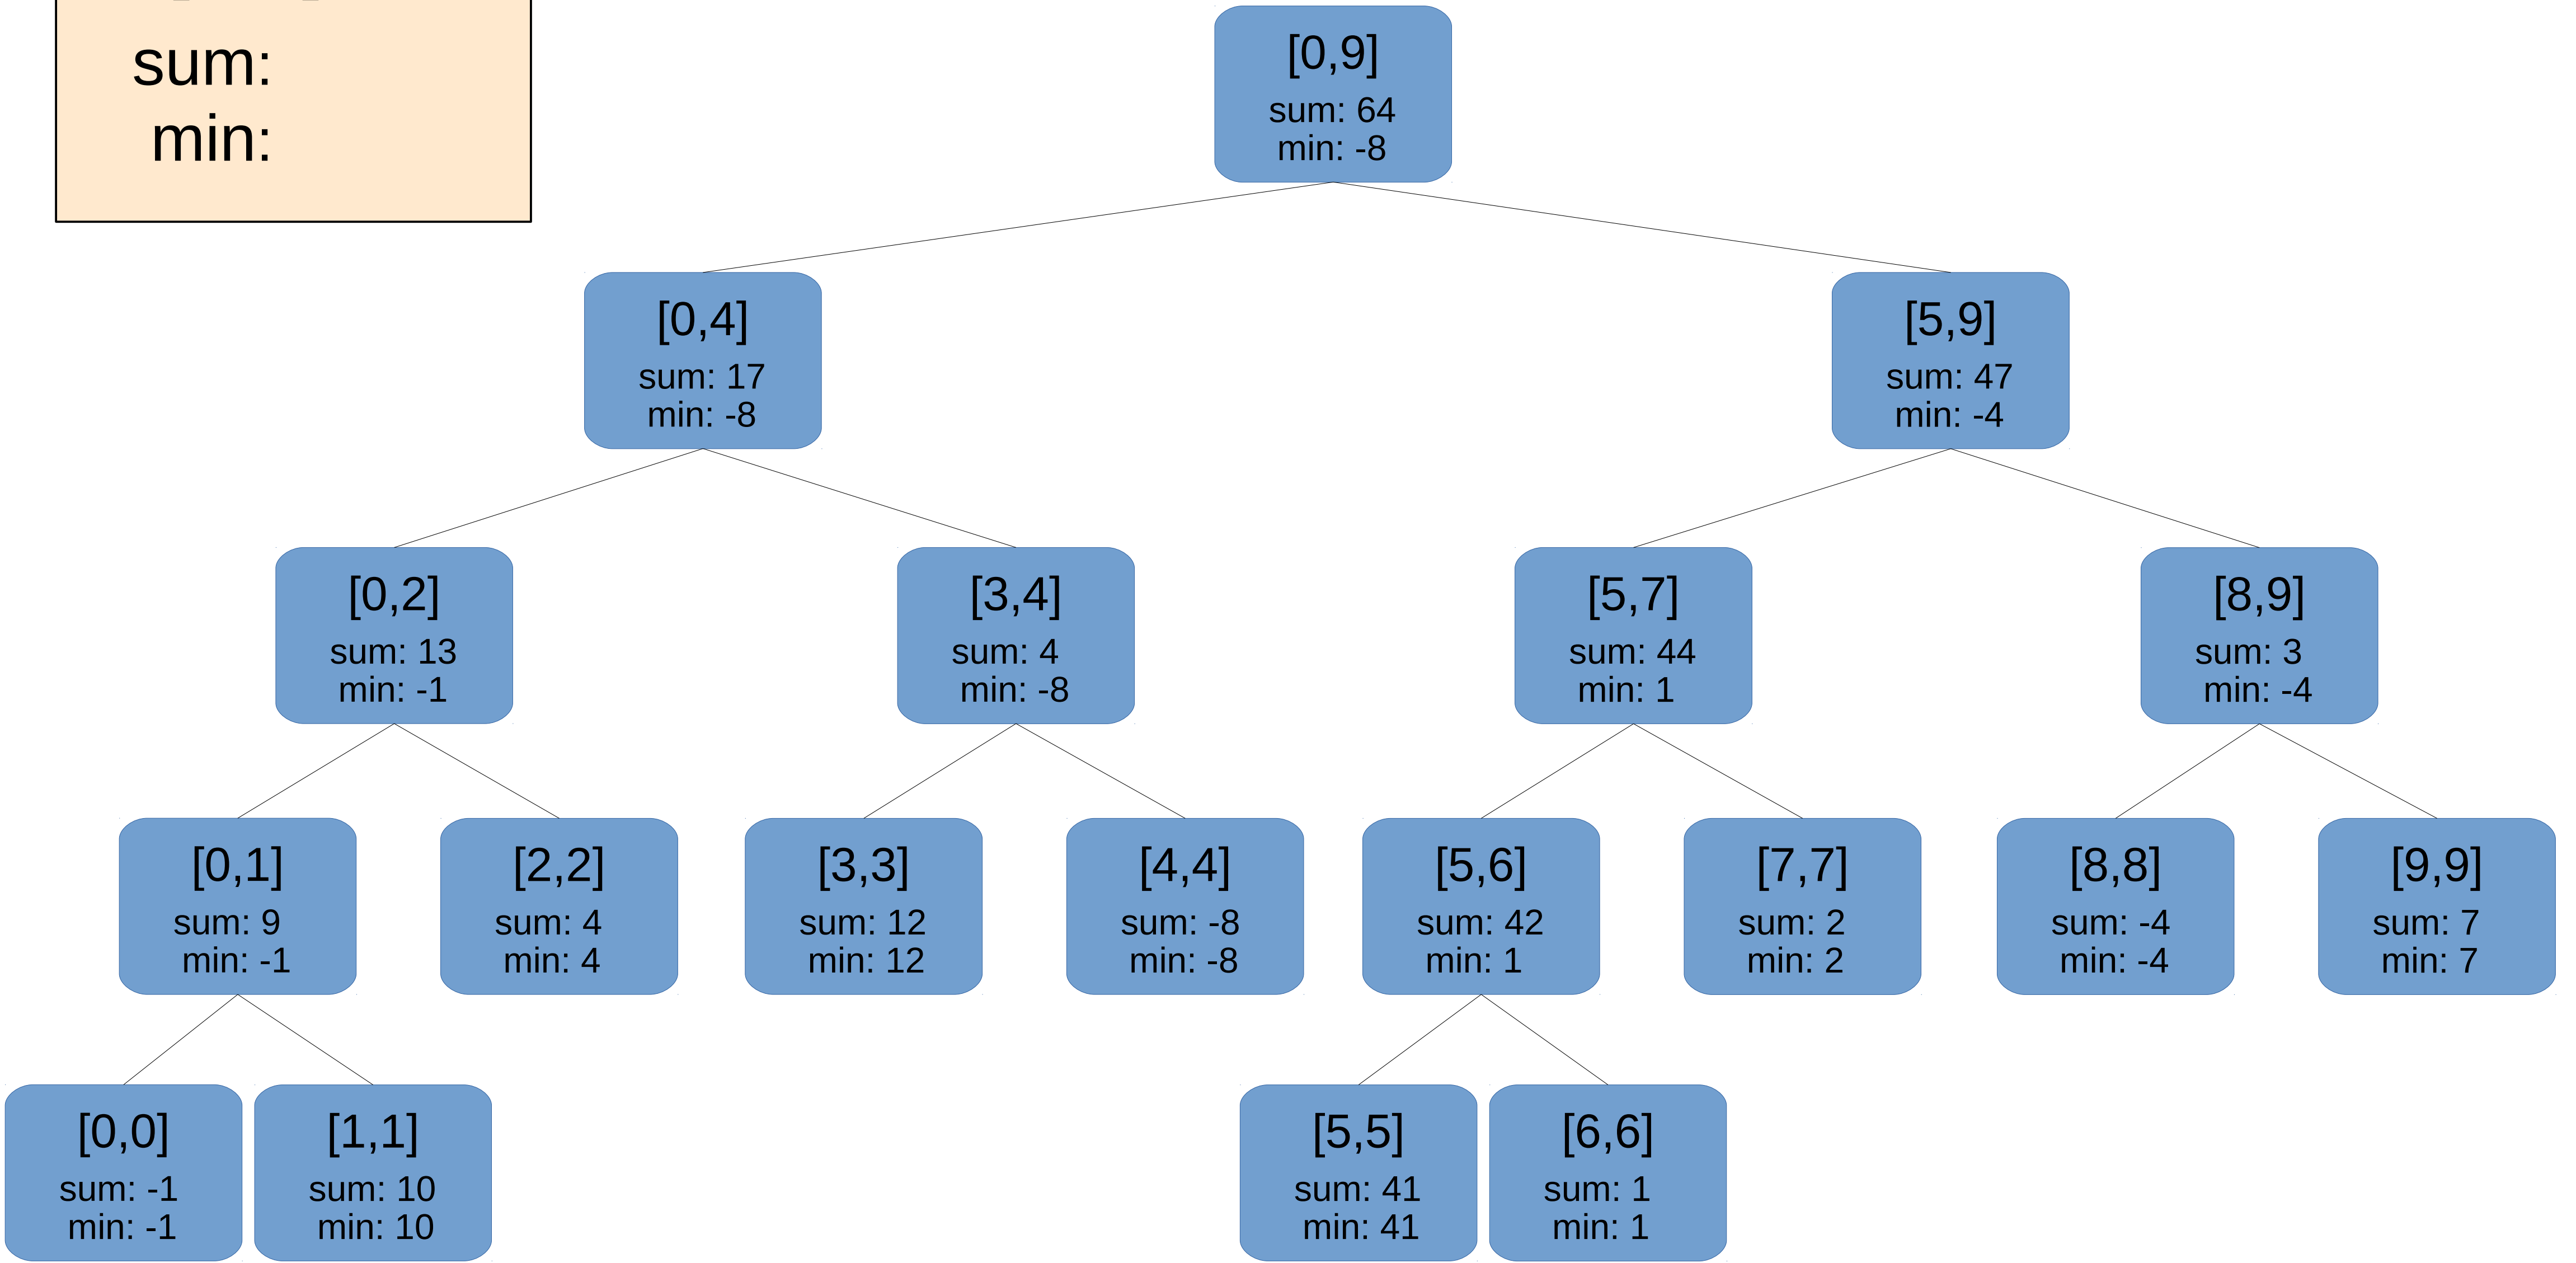 sum:
min:
[0,9]
sum: 64
min: -8
[0,4]
sum: 17
min: -8
[5,9]
sum: 47
min: -4
[0,2]
sum: 13
min: -1
[3,4]
sum: 4
min: -8
[5,7]
sum: 44
min: 1
[8,9]
sum: 3
min: -4
[0,1]
sum: 9
min: -1
[2,2]
sum: 4
min: 4
[3,3]
sum: 12
min: 12
[4,4]
sum: -8
min: -8
[5,6]
sum: 42
min: 1
[7,7]
sum: 2
min: 2
[8,8]
sum: -4
min: -4
[9,9]
sum: 7
min: 7
[0,0]
sum: -1
min: -1
[1,1]
sum: 10
min: 10
[5,5]
sum: 41
min: 41
[6,6]
sum: 1
min: 1